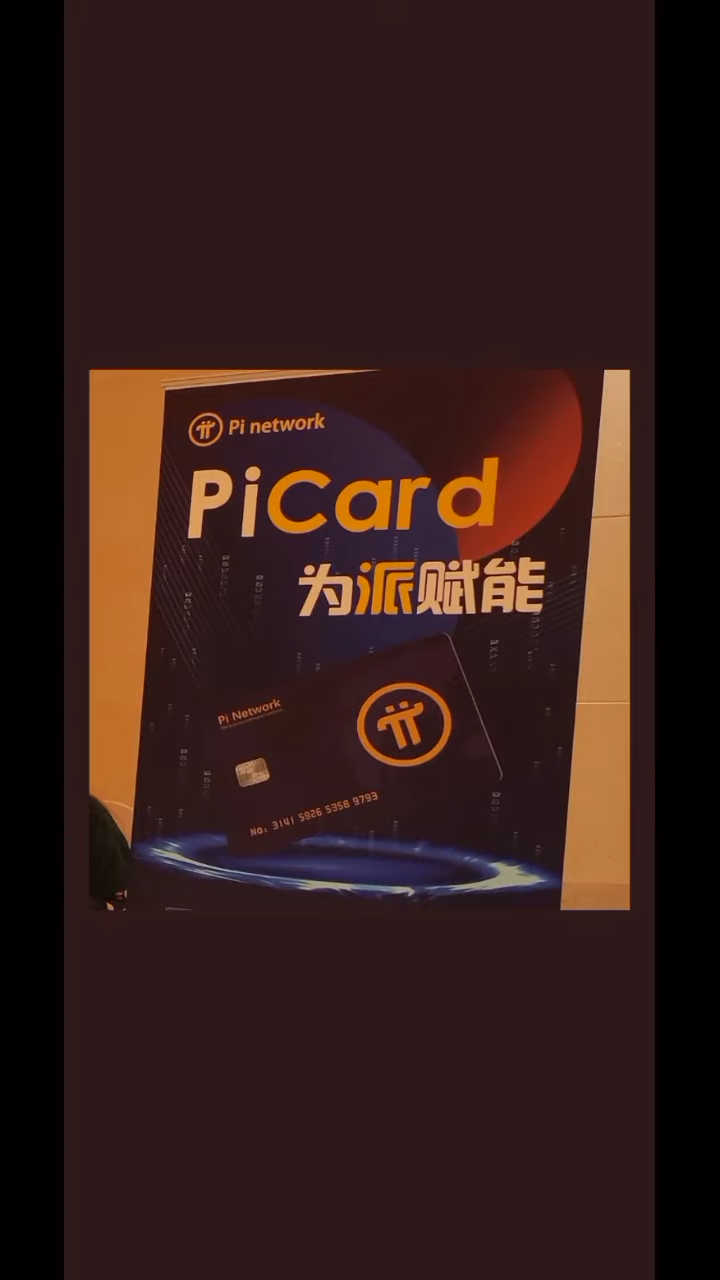 Pi network
PiCard
为派赋能
Pi Network
No: 3141 5926 5358 9793